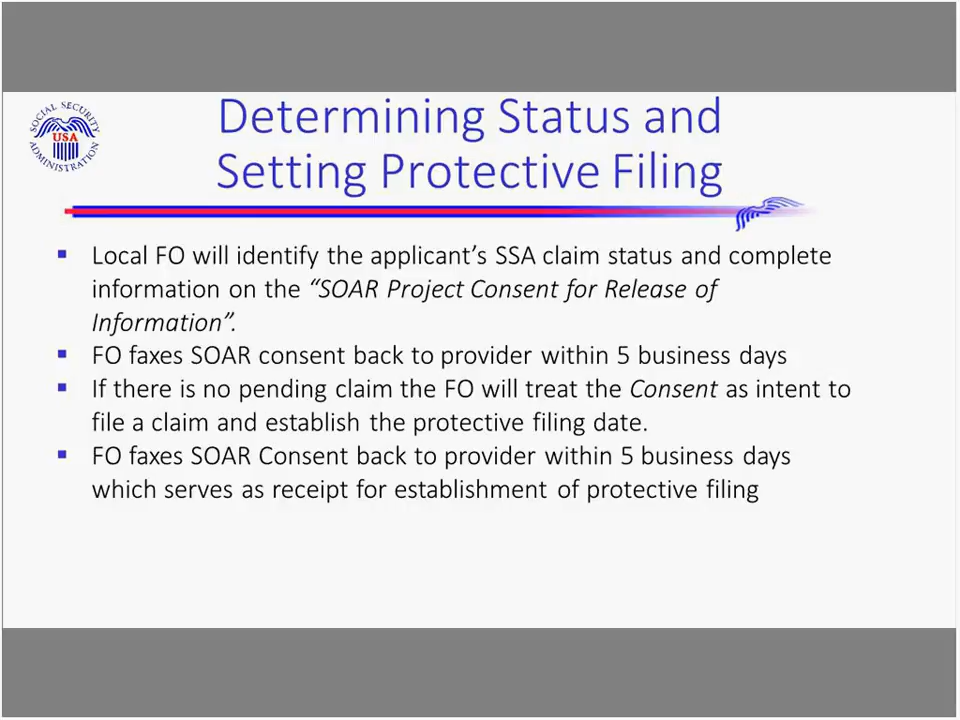 SOCIAL SECURITY
USA
ADMINISTRATION
Determining Status and
Setting Protective Filing
▪ Local FO will identify the applicant’s SSA claim status and complete
information on the “SOAR Project Consent for Release of
Information”.
▪ FO faxes SOAR consent back to provider within 5 business days
▪ If there is no pending claim the FO will treat the Consent as intent to
file a claim and establish the protective filing date.
▪ FO faxes SOAR Consent back to provider within 5 business days
which serves as receipt for establishment of protective filing